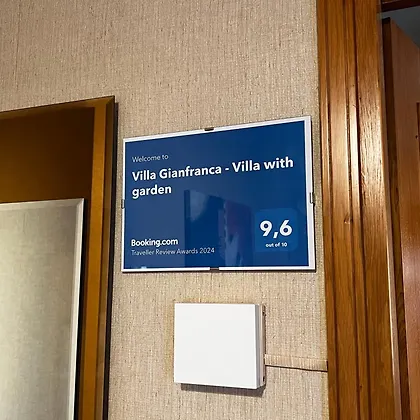 Welcome to
Villa Gianfranca - Villa with
garden
Booking.com
Traveller Review Awards 2024
9,6
out of 10